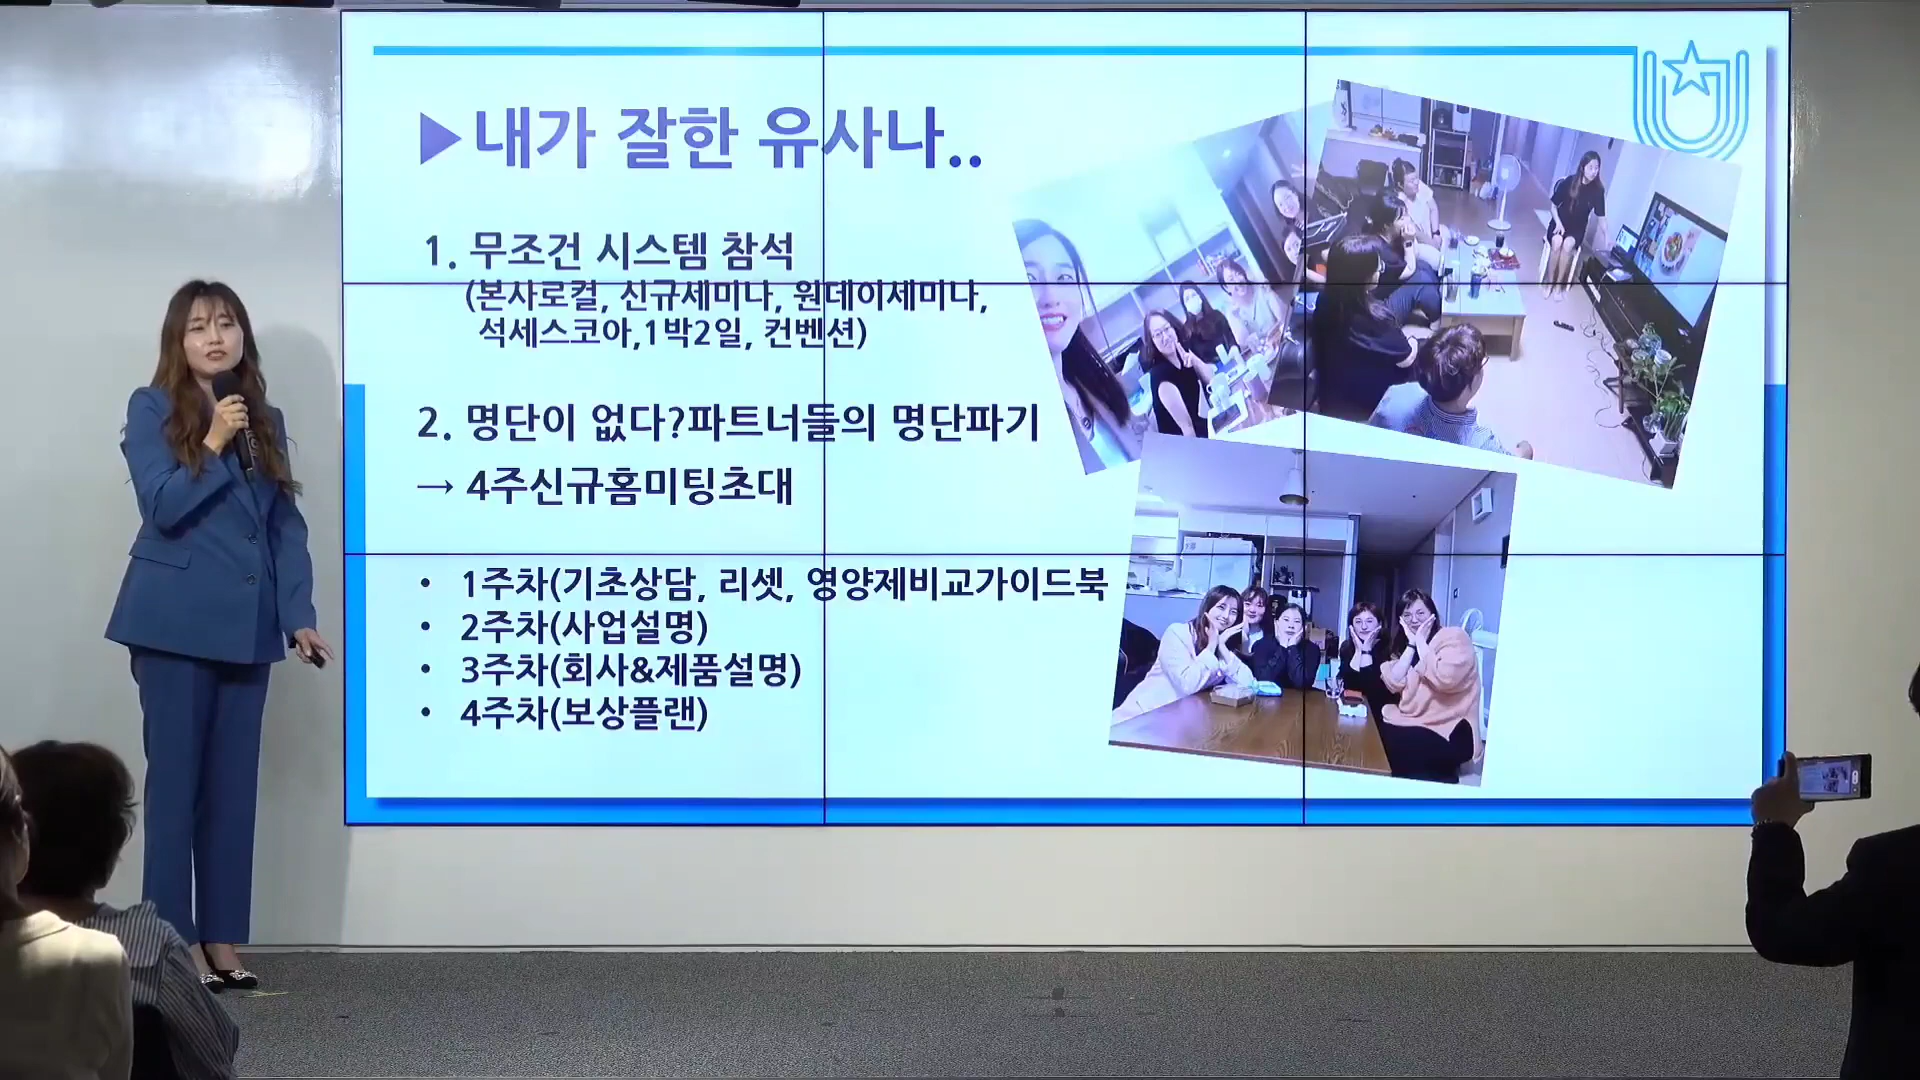 ▶내가 잘한 유사나..
1. 무조건 시스템 참석
(본사로컬, 신규세미나, 원데이세미나,
석세스코아,1박2일, 컨벤션)
2. 명단이 없다?파트너들의 명단파기
→ 4주신규홈미팅초대
• 1주차(기초상담, 리셋, 영양제비교가이드북
• 2주차(사업설명)
• 3주차(회사&제품설명)
• 4주차(보상플랜)